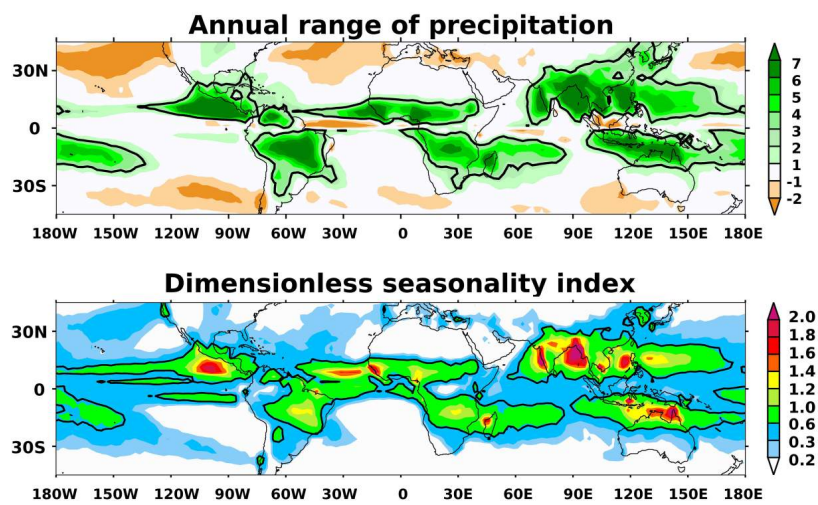 Annual range of precipitation
30N
0
30S
180W 150W 120W 90W 60W 30W 0 30E 60E 90E 120E 150E 180E
7
6
5
4
3
2
1
-1
-2
Dimensionless seasonality index
30N
0
30S
180W 150W 120W 90W 60W 30W 0 30E 60E 90E 120E 150E 180E
2.0
1.8
1.6
1.4
1.2
1.0
0.6
0.3
0.2